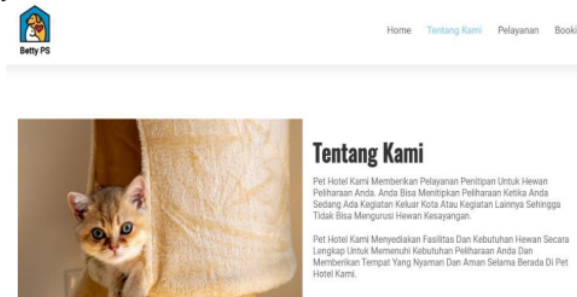 Betty PS
Home Tentang Kami Pelayanan Booki
Tentang Kami
Pet Hotel Kami Memberikan Pelayanan Penitipan Untuk Hewan
Peliharaan Anda. Anda Bisa Menitipkan Peliharaan Ketika Anda
Sedang Ada Kegiatan Keluar Kota Atau Kegiatan Lainnya Sehingga
Tidak Bisa Mengurusi Hewan Kesayangan.
Pet Hotel Kami Menyediakan Fasilitas Dan Kebutuhan Hewan Secara
Lengkap Untuk Memenuhi Kebutuhan Peliharaan Anda Dan
Memberikan Tempat Yang Nyaman Dan Aman Selama Berada Di Pet
Hotel Kami.